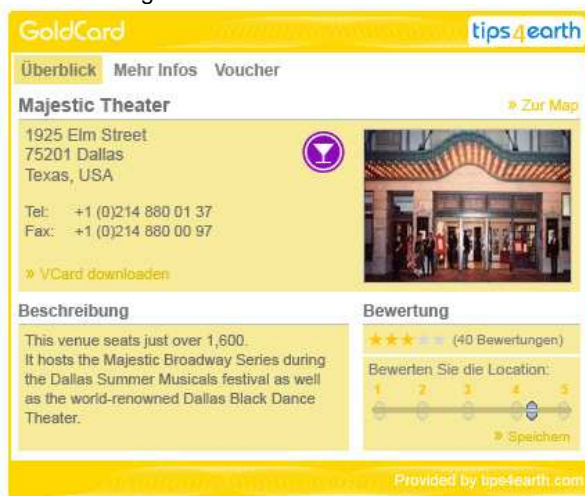 GoldCard
tips4earth
Überblick Mehr Infos Voucher
Majestic Theater
» Zur Map
1925 Elm Street
75201 Dallas
Texas, USA
Tel: +1 (0)214 880 01 37
Fax: +1 (0)214 880 00 97
» VCard downloaden
Beschreibung
This venue seats just over 1,600.
It hosts the Majestic Broadway Series during
the Dallas Summer Musicals festival as well
as the world-renowned Dallas Black Dance
Theater.
Bewertung
(40 Bewertungen)
Bewerten Sie die Location:
1 2 3 4 5
» Speichern
Provided by tips4earth.com